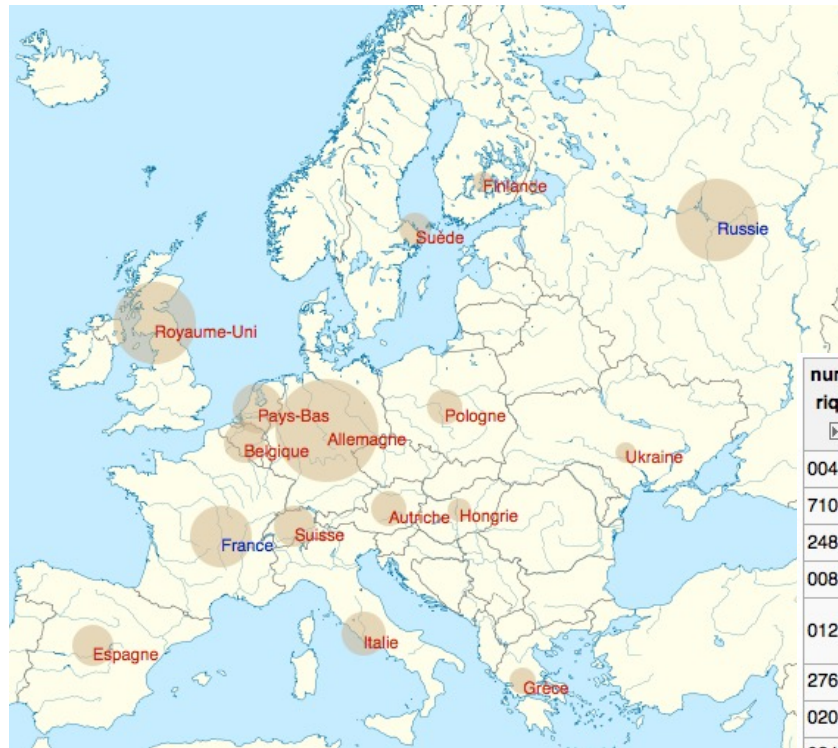 Finlande
Suède
Russie
Royaume-Uni
Pays-Bas
Pologne
Allemagne
Belgique
Ukraine
Autriche
Hongrie
Suisse
France
Italie
Espagne
Grèce
004
710
248
008
012
276
020